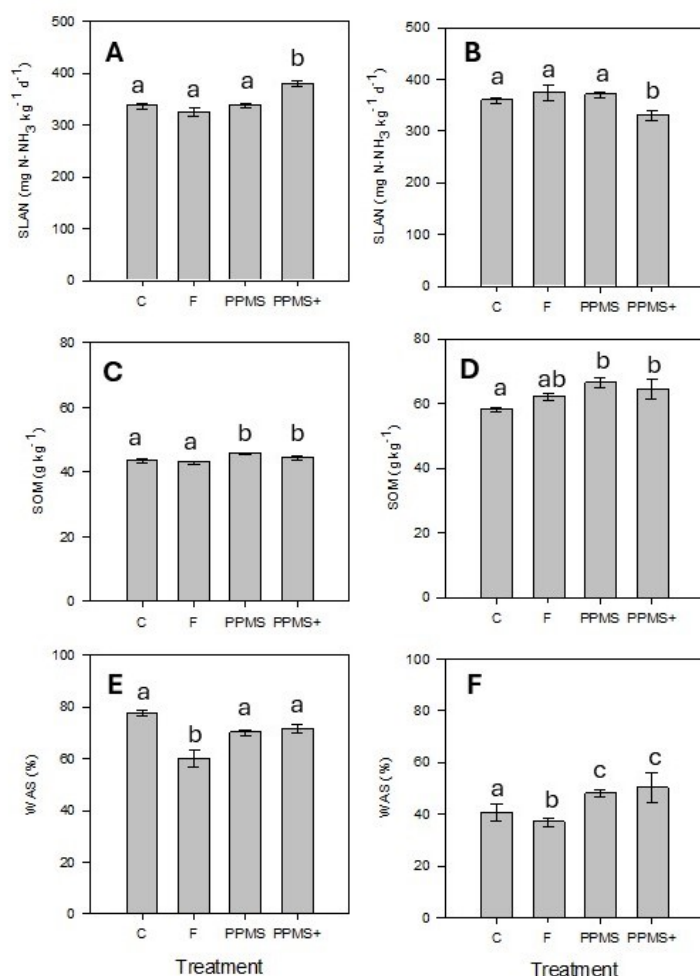 A
a a a b
SLAN (mg N-NH3 kg-1 d-1)
500
400
300
200
100
0
C F PPMS PPMS+
B
a a a b
SLAN (mg N-NH3 kg-1 d-1)
500
400
300
200
100
0
C F PPMS PPMS+
C
a a b b
SOM (g kg-1)
80
60
40
20
0
C F PPMS PPMS+
D
a ab b b
SOM (g kg-1)
80
60
40
20
0
C F PPMS PPMS+
E
a b a a
WAS (%)
100
80
60
40
20
0
C F PPMS PPMS+
Treatment
F
a b c c
WAS (%)
100
80
60
40
20
0
C F PPMS PPMS+
Treatment